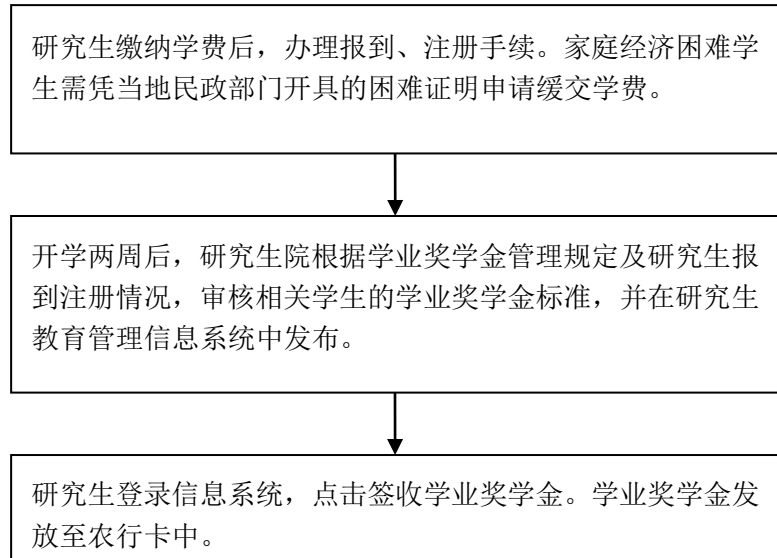 研究生缴纳学费后，办理报到、注册手续。家庭经济困难学
生需凭当地民政部门开具的困难证明申请缓交学费。
开学两周后，研究生院根据学业奖学金管理规定及研究生报
到注册情况，审核相关学生的学业奖学金标准，并在研究生
教育管理信息系统中发布。
研究生登录信息系统，点击签收学业奖学金。学业奖学金发
放至农行卡中。